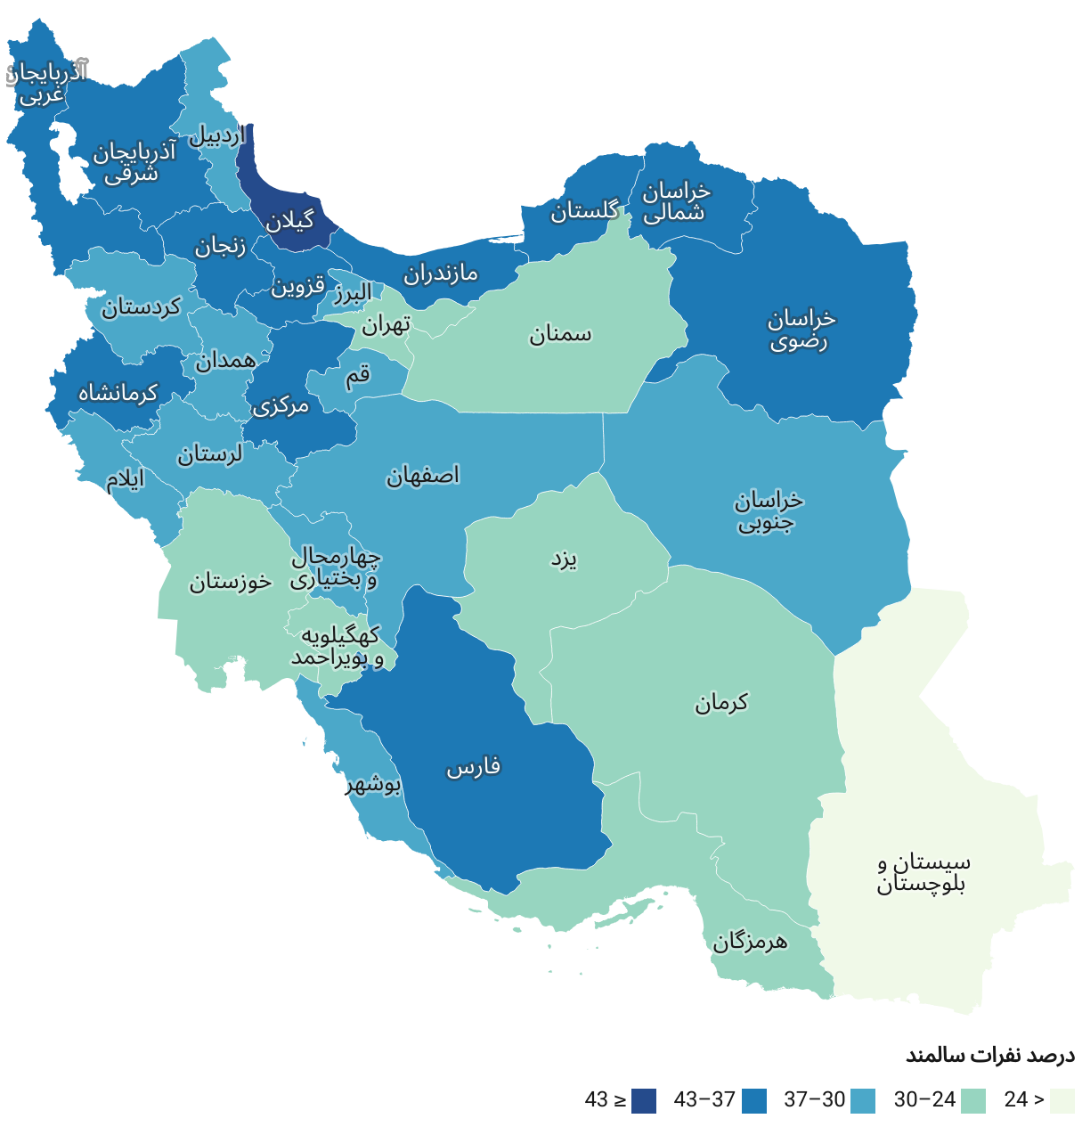 آذربایجان
غربی
اردبیل
آذربایجان
شرقی
گیلان
زنجان
خراسان
شمالی
گلستان
مازندران
قزوین
البرز
کردستان
تهران
سمنان
خراسان
رضوی
همدان
قم
کرمانشاه
مرکزی
لرستان
ایلام
اصفهان
خراسان
جنوبی
چهارمحال
و بختیاری
خوزستان
یزد
کهگیلویه
و بویراحمد
کرمان
فارس
بوشهر
سیستان و
بلوچستان
هرمزگان
درصد نفرات سالمند
< 24
24–30
30–37
37–43
≥ 43